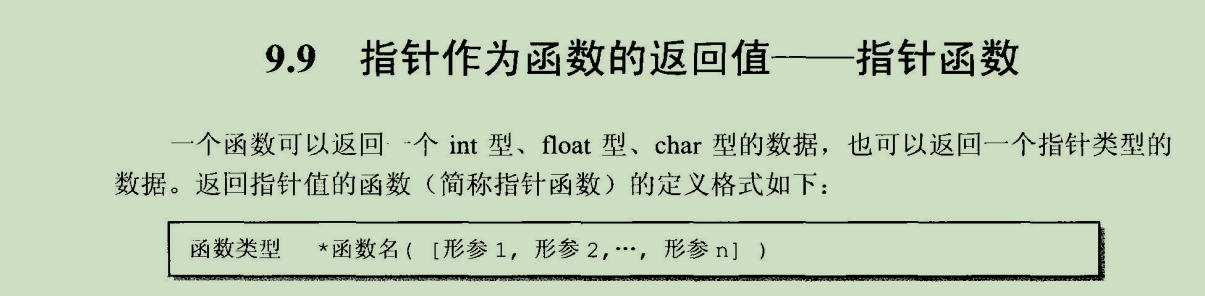 9.9 指针作为函数的返回值——指针函数
一个函数可以返回一个 int 型、float 型、char 型的数据，也可以返回一个指针类型的
数据。返回指针值的函数（简称指针函数）的定义格式如下：
函数类型 *函数名( [形参1, 形参2,…, 形参n] )